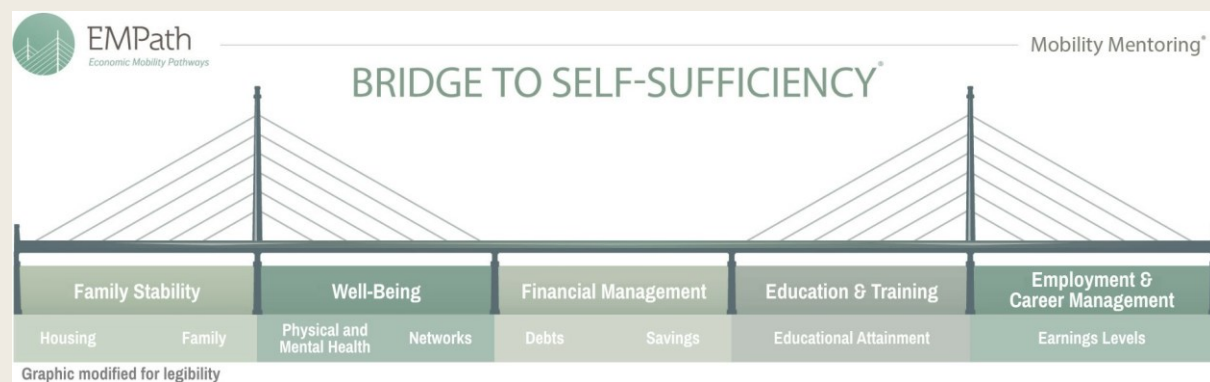 EMPath
Economic Mobility Pathways
Mobility Mentoring®
BRIDGE TO SELF-SUFFICIENCY®
Family Stability
Well-Being
Financial Management
Education & Training
Employment &
Career Management
Housing
Family
Physical and
Mental Health
Networks
Debts
Savings
Educational Attainment
Earnings Levels
Graphic modified for legibility